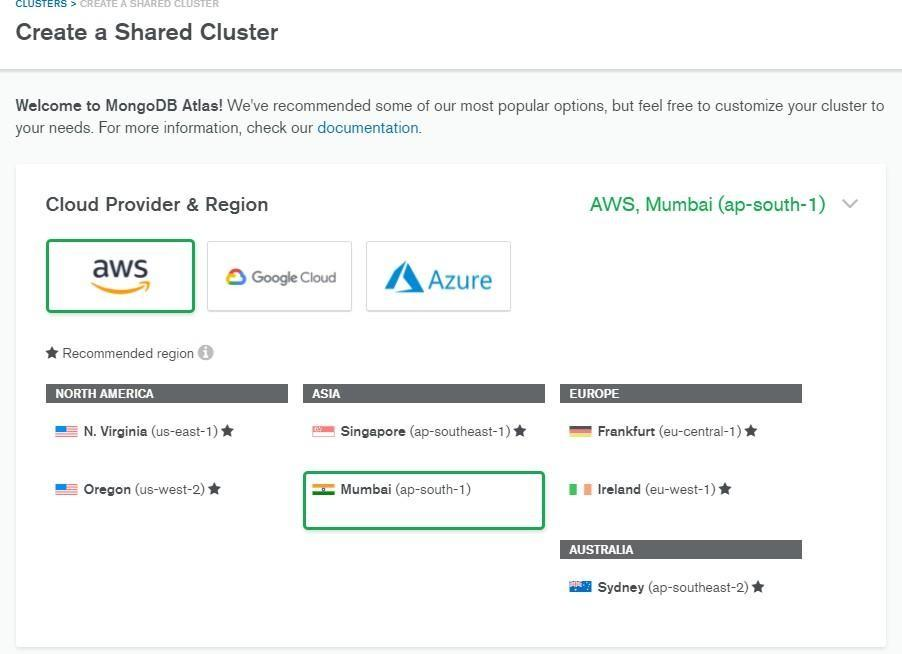 CLUSTERS > CREATE A SHARED CLUSTER
Create a Shared Cluster
Welcome to MongoDB Atlas! We've recommended some of our most popular options, but feel free to customize your cluster to
your needs. For more information, check our documentation.
Cloud Provider & Region
AWS, Mumbai (ap-south-1)
aws
Google Cloud
Azure
★ Recommended region
NORTH AMERICA
N. Virginia (us-east-1) ★
Oregon (us-west-2) ★
ASIA
Singapore (ap-southeast-1) ★
Mumbai (ap-south-1)
EUROPE
Frankfurt (eu-central-1) ★
Ireland (eu-west-1) ★
AUSTRALIA
Sydney (ap-southeast-2) ★